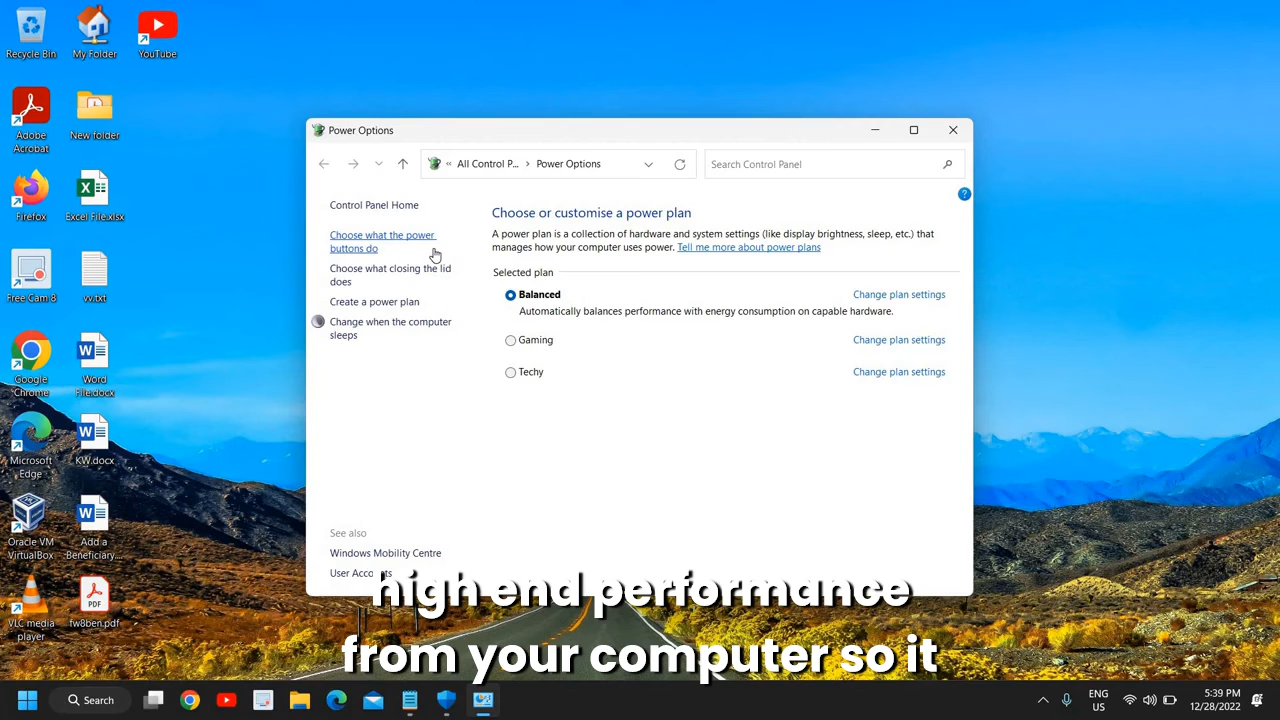 Recycle Bin
My Folder
YouTube
Adobe
Acrobat
New folder
Firefox
Excel File.xlsx
Free Cam 8
vv.txt
Google
Chrome
Word
File.docx
Microsoft
Edge
KW.docx
Oracle VM
VirtualBox
Add a
Beneficiary...
VLC media
player
fw8ben.pdf
Power Options
« All Control P... › Power Options
Search Control Panel
Control Panel Home
Choose what the power
buttons do
Choose what closing the lid
does
Create a power plan
Change when the computer
sleeps
See also
Windows Mobility Centre
User Accounts
Choose or customise a power plan
A power plan is a collection of hardware and system settings (like display brightness, sleep, etc.) that
manages how your computer uses power. Tell me more about power plans
Selected plan
Balanced Change plan settings
Automatically balances performance with energy consumption on capable hardware.
Gaming Change plan settings
Techy Change plan settings
high end performance
from your computer so it
Search
ENG
US
5:39 PM
12/28/2022